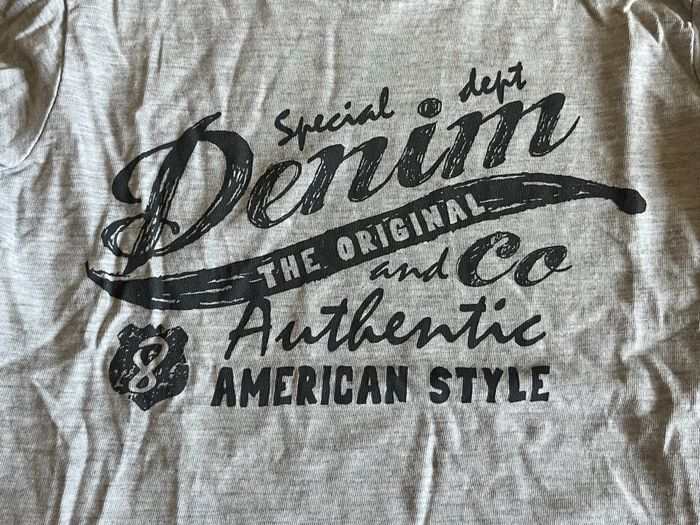 Special dept
Denim
THE ORIGINAL
and Co
Authentic
8
AMERICAN STYLE